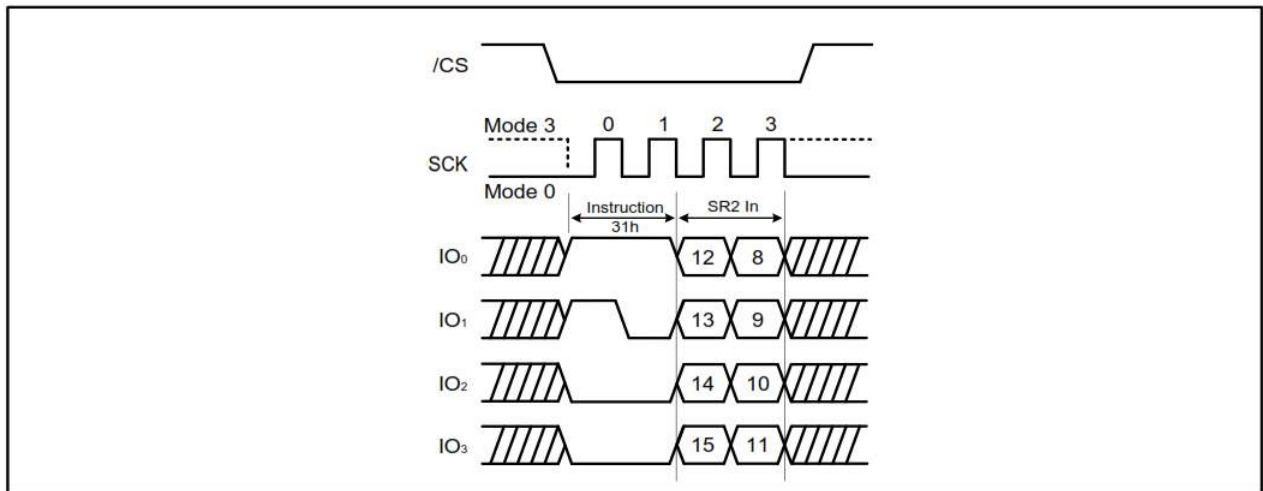 /CS
Mode 3 0 1 2 3
SCK
Mode 0
Instruction SR2 In
31h
IO₀ 12 8
IO₁ 13 9
IO₂ 14 10
IO₃ 15 11